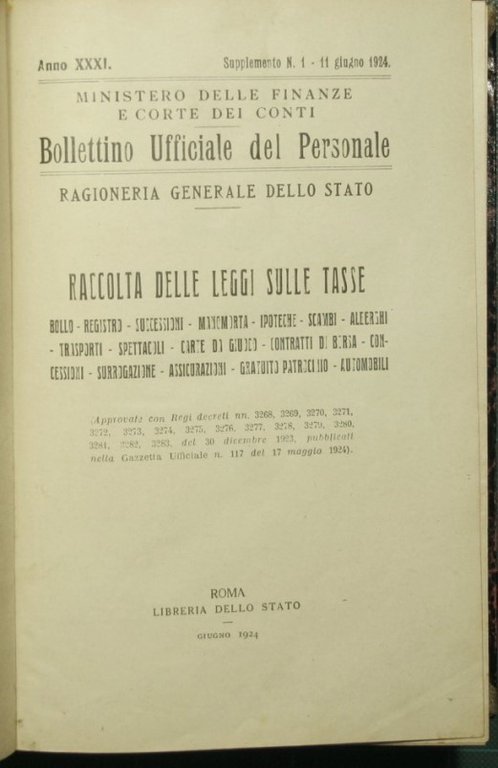 Anno XXXI.
Supplemento N. 1 - 11 giugno 1924.
MINISTERO DELLE FINANZE
E CORTE DEI CONTI
Bollettino Ufficiale del Personale
RAGIONERIA GENERALE DELLO STATO
RACCOLTA DELLE LEGGI SULLE TASSE
BOLLO - REGISTRO - SUCCESSIONI - MANOMORTA - IPOTECHE - SCAMBI - ALBERGHI
- TRASPORTI - SPETTACOLI - CARTE DA GIUOCO - CONTRATTI DI BORSA - CON-
CESSIONI - SURROGAZIONE - ASSICURAZIONI - GRATUITO PATROCINIO - AUTOMOBILI
(Approvate con Regi decreti nn. 3268, 3269, 3270, 3271,
3272, 3273, 3274, 3275, 3276, 3277, 3278, 3279, 3280,
3281, 3282, 3283, del 30 dicembre 1923, pubblicati
nella Gazzetta Ufficiale n. 117 del 17 maggio 1924).
ROMA
LIBRERIA DELLO STATO
GIUGNO 1924